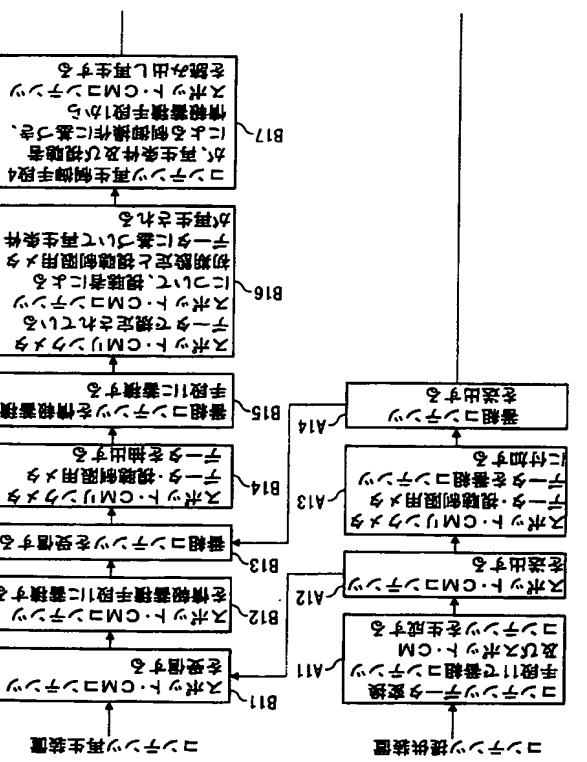 コンテンツ提供装置
A11
コンテンツデータ変換
手段11で番組コンテンツ
及びスポット・CM
コンテンツを生成する
A12
スポット・CMコンテンツ
を送出する
A13
スポット・CMリンクメタ
データ・視聴制限用メタ
データを番組コンテンツ
に付加する
A14
番組コンテンツ
を送出する
コンテンツ再生装置
B11
スポット・CMコンテンツ
を受信する
B12
スポット・CMコンテンツ
を情報蓄積手段1に蓄積する
B13
番組コンテンツを受信する
B14
スポット・CMリンクメタ
データ・視聴制限用メタ
データを抽出する
B15
番組コンテンツを情報蓄積
手段1に蓄積する
B16
スポット・CMリンクメタ
データで規定されている
スポット・CMコンテンツ
について、視聴者による
初期設定と視聴制限用メタ
データに基づいて再生条件
が再生される
B17
コンテンツ再生制御手段4
が、再生条件及び視聴者
による制御操作に基づき、
情報蓄積手段1から
スポット・CMコンテンツ
を読み出し再生する